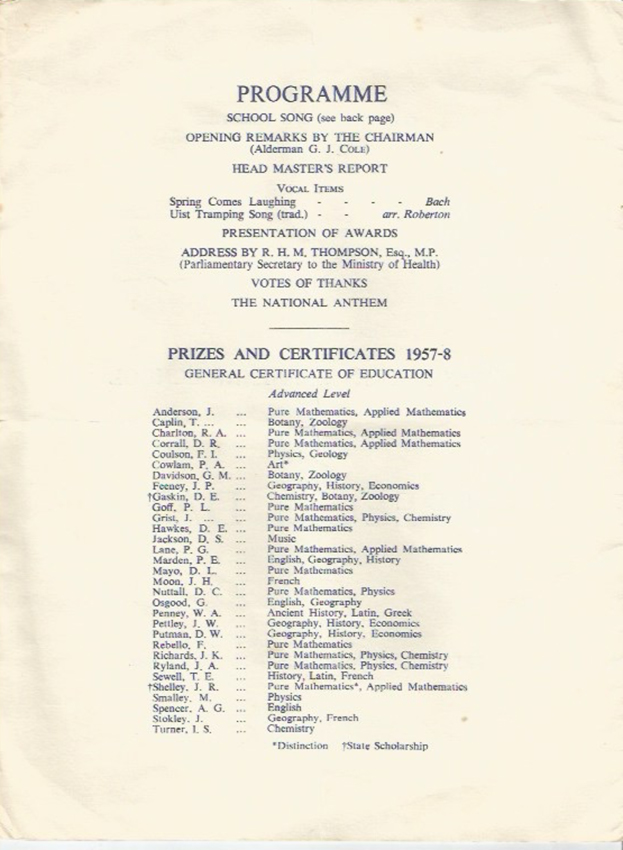 PROGRAMME
SCHOOL SONG (see back page)
OPENING REMARKS BY THE CHAIRMAN
(Alderman G. J. COLE)
HEAD MASTER'S REPORT
VOCAL ITEMS
Spring Comes Laughing - - - - Bach
Uist Tramping Song (trad.) - - arr. Roberton
PRESENTATION OF AWARDS
ADDRESS BY R. H. M. THOMPSON, Esq., M.P.
(Parliamentary Secretary to the Ministry of Health)
VOTES OF THANKS
THE NATIONAL ANTHEM
PRIZES AND CERTIFICATES 1957-8
GENERAL CERTIFICATE OF EDUCATION
Advanced Level
Anderson, J. ... Pure Mathematics, Applied Mathematics
Caplin, T. ... ... Botany, Zoology
Charlton, R. A. ... Pure Mathematics, Applied Mathematics
Corrall, D. R. ... Pure Mathematics, Applied Mathematics
Coulson, F. I. ... Physics, Geology
Cowlam, P. A. ... Art*
Davidson, G. M. ... Botany, Zoology
Feeney, J. P. ... Geography, History, Economics
†Gaskin, D. E. ... Chemistry, Botany, Zoology
Goff, P. L. ... Pure Mathematics
Grist, J. ... ... Pure Mathematics, Physics, Chemistry
Hawkes, D. E. ... Pure Mathematics
Jackson, D. S. ... Music
Lane, P. G. ... Pure Mathematics, Applied Mathematics
Marden, P. E. ... English, Geography, History
Mayo, D. L. ... Pure Mathematics
Moon, J. H. ... French
Nuttall, D. C. ... Pure Mathematics, Physics
Osgood, G. ... English, Geography
Penney, W. A. ... Ancient History, Latin, Greek
Pettley, J. W. ... Geography, History, Economics
Putman, D. W. ... Geography, History, Economics
Rebello, F. ... Pure Mathematics
Richards, J. K. ... Pure Mathematics, Physics, Chemistry
Ryland, J. A. ... Pure Mathematics, Physics, Chemistry
Sewell, T. E. ... History, Latin, French
†Shelley, J. R. ... Pure Mathematics*, Applied Mathematics
Smalley, M. ... Physics
Spencer, A. G. ... English
Stokley, J. ... Geography, French
Turner, I. S. ... Chemistry
*Distinction †State Scholarship